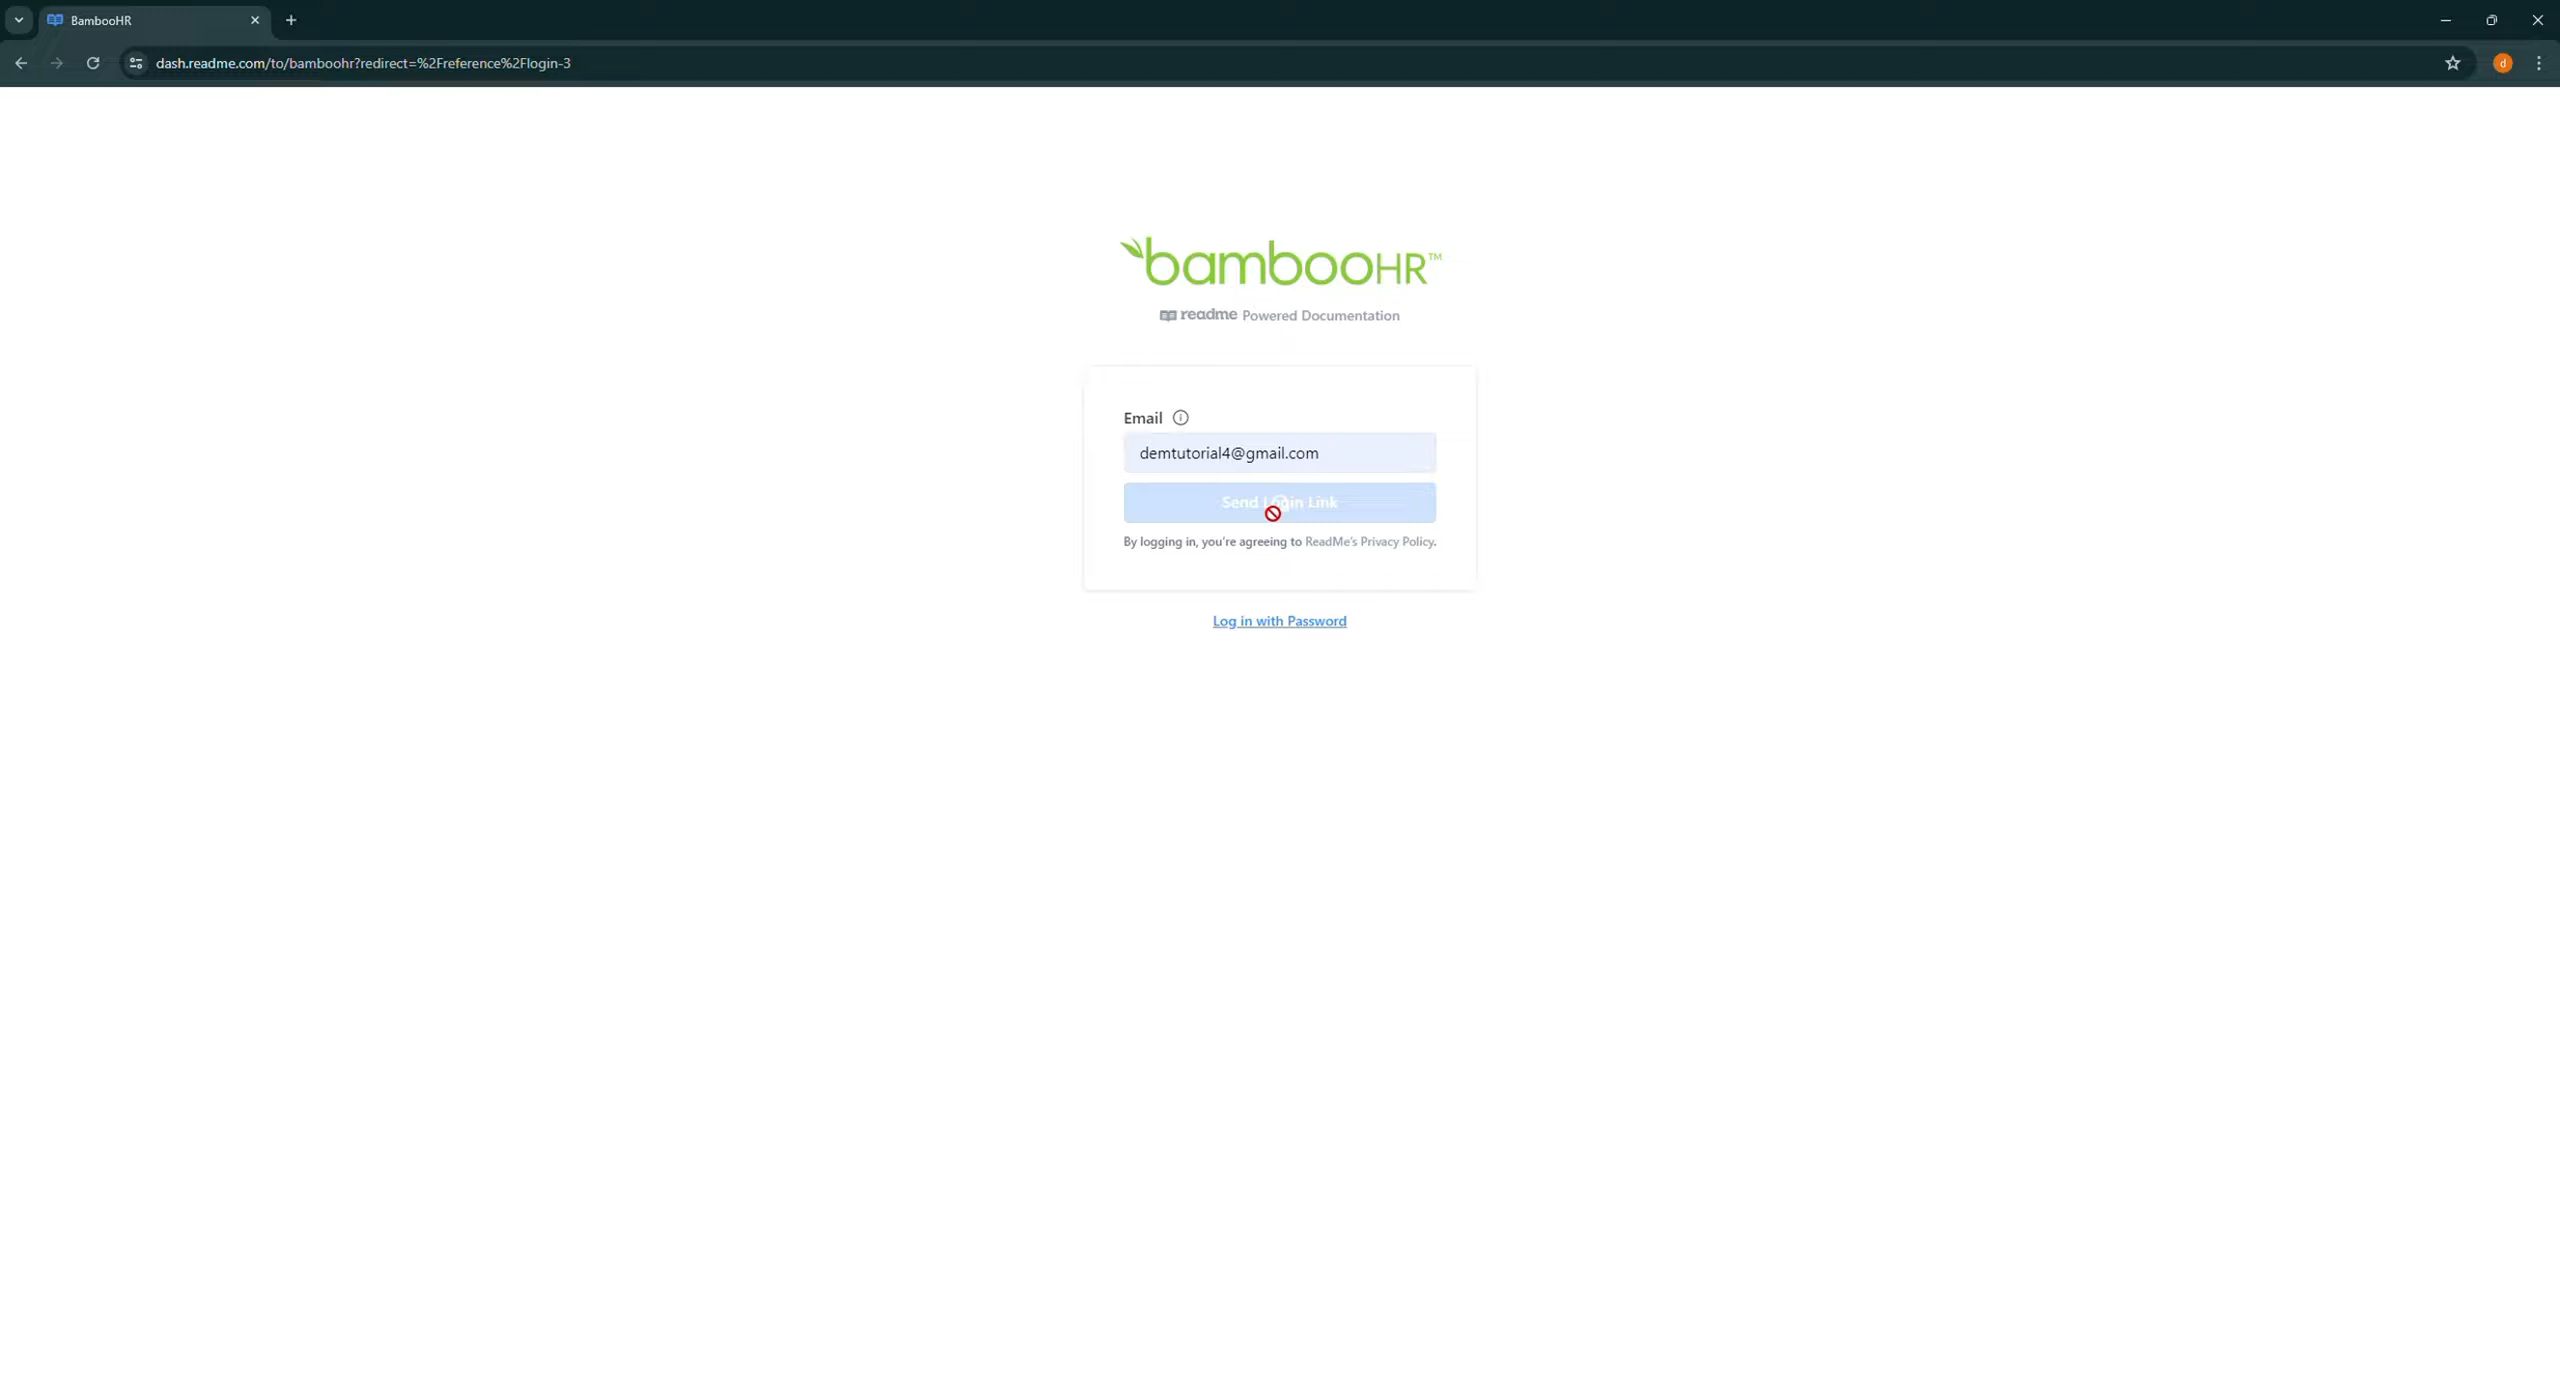 BambooHR
dash.readme.com/to/bamboohr?redirect=%2Freference%2Flogin-3
d
bambooHR™
readme Powered Documentation
Email
demtutorial4@gmail.com
Send Login Link
By logging in, you're agreeing to ReadMe's Privacy Policy.
Log in with Password